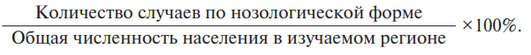 Количество случаев по нозологической форме
Общая численность населения в изучаемом регионе
×100%.